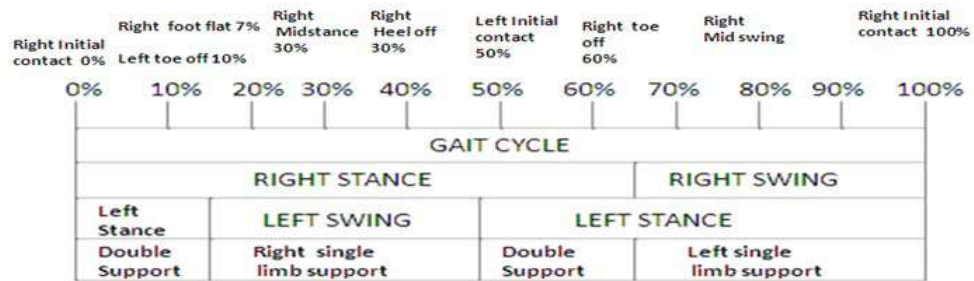 Right Initial
contact 0%
Right foot flat 7%
Left toe off 10%
Right
Midstance
30%
Right
Heel off
30%
Left Initial
contact
50%
Right toe
off
60%
Right
Mid swing
Right Initial
contact 100%
0% 10% 20% 30% 40% 50% 60% 70% 80% 90% 100%
GAIT CYCLE
RIGHT STANCE RIGHT SWING
Left
Stance
LEFT SWING
LEFT STANCE
Double
Support
Right single
limb support
Double
Support
Left single
limb support